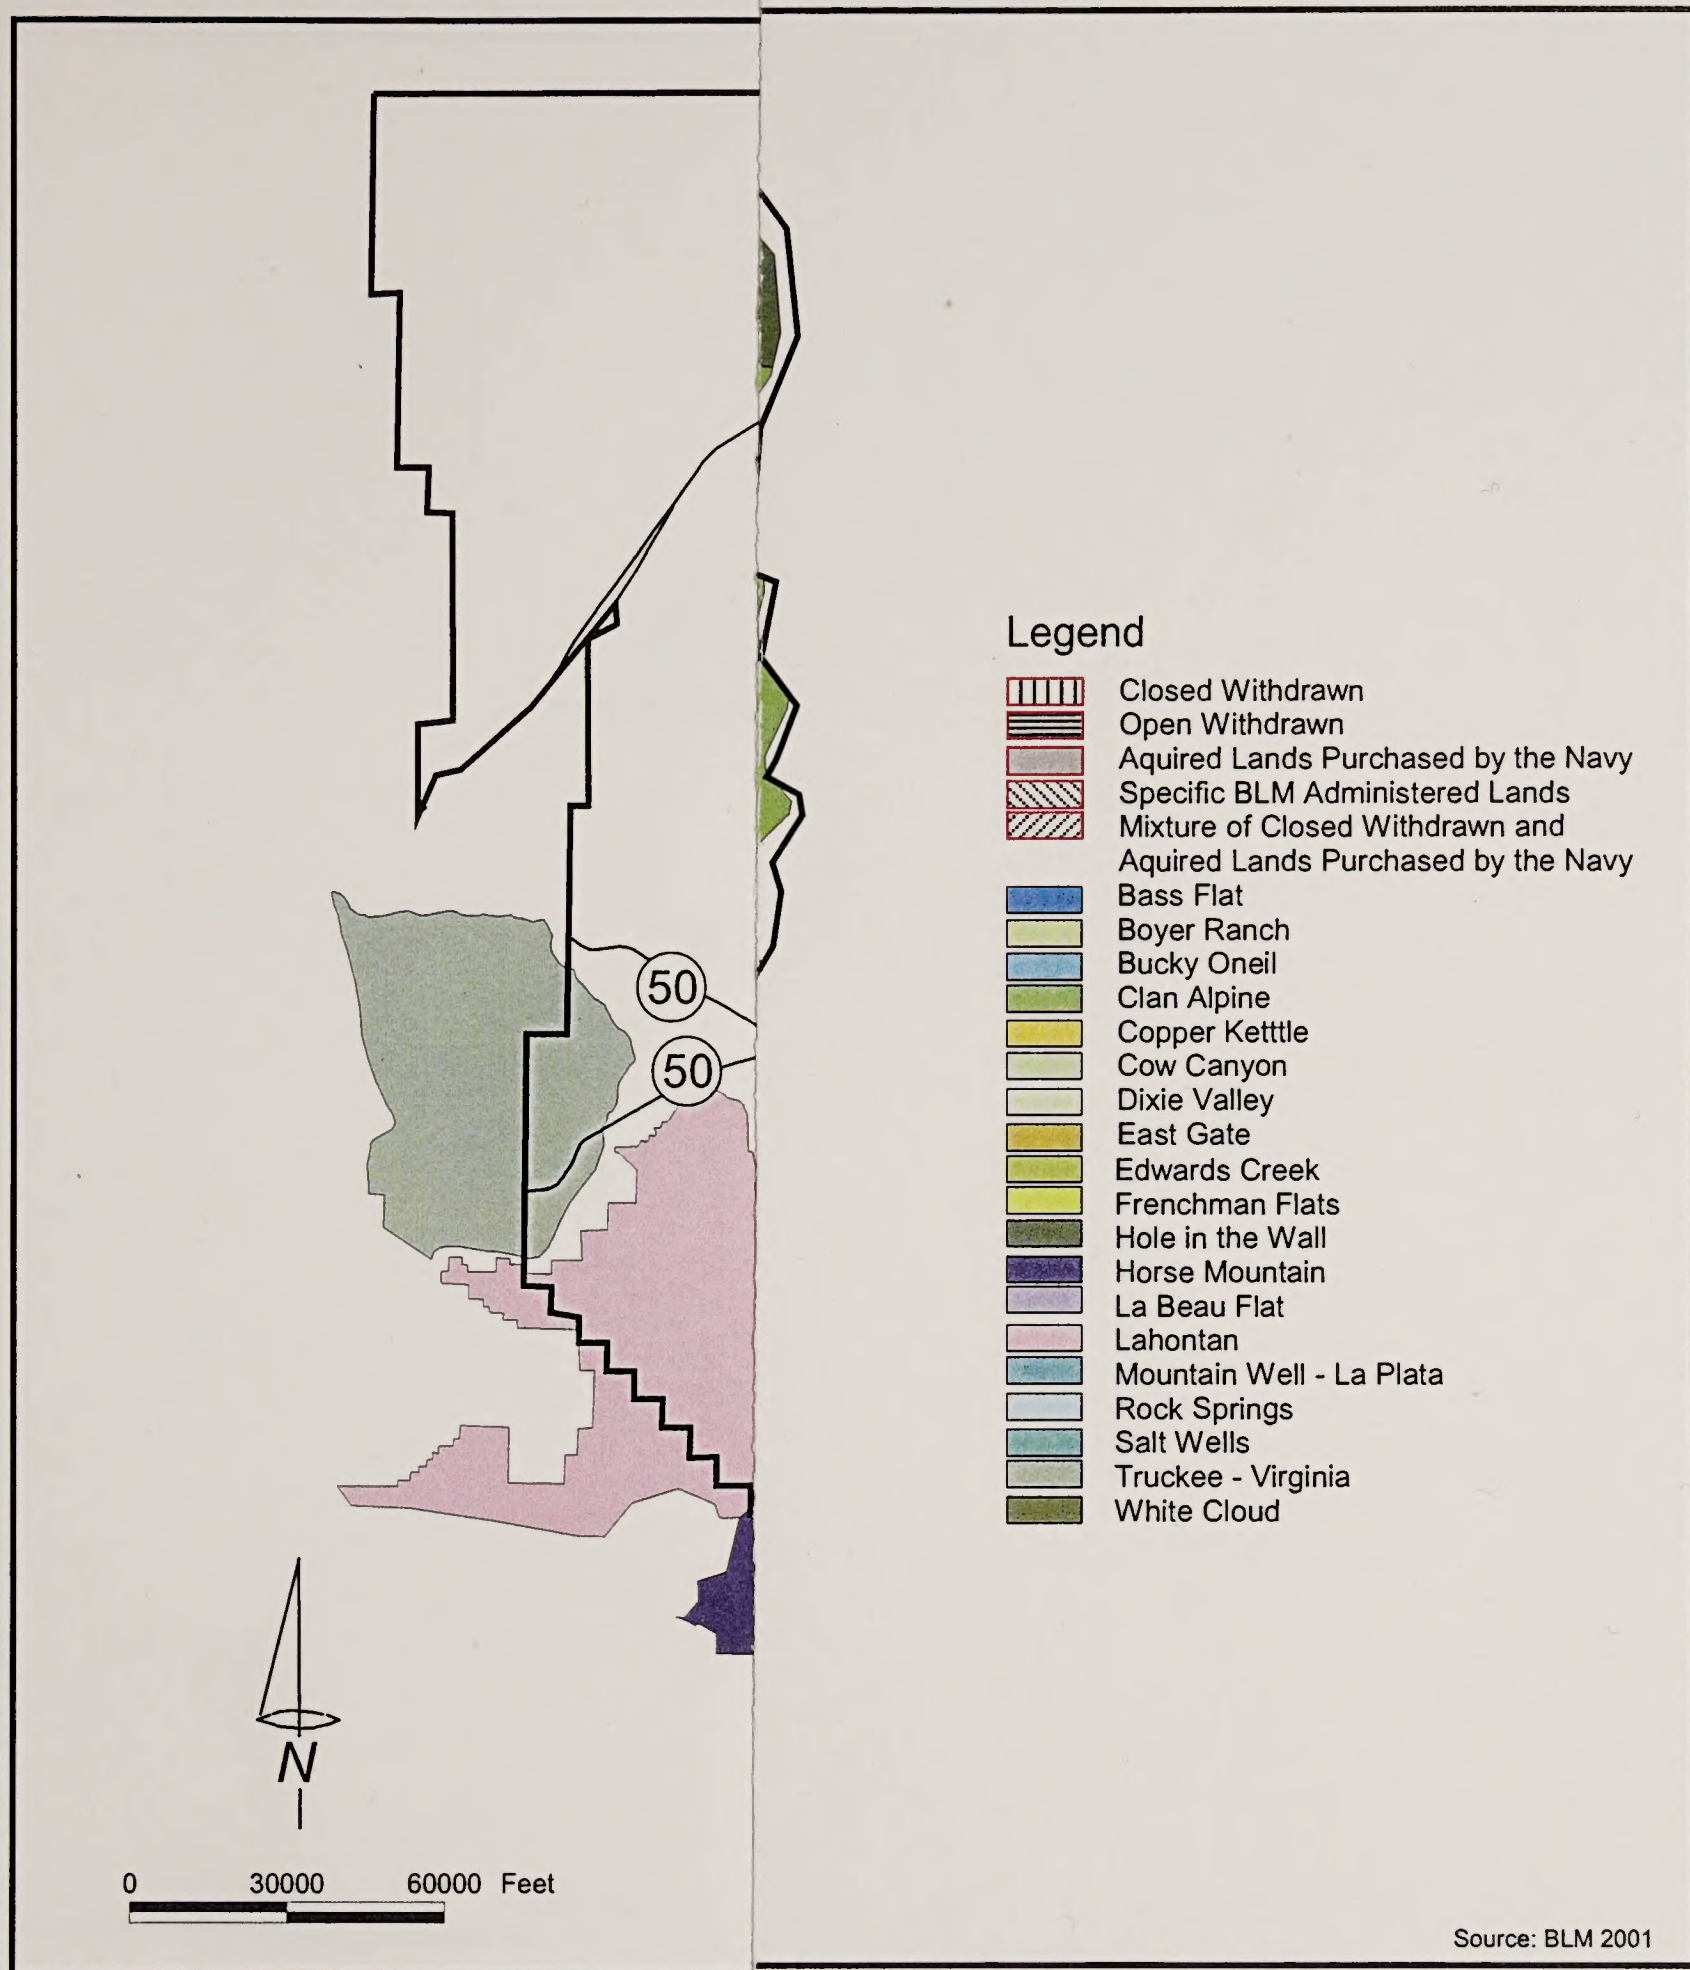 50
50
Legend
Closed Withdrawn
Open Withdrawn
Aquired Lands Purchased by the Navy
Specific BLM Administered Lands
Mixture of Closed Withdrawn and
Aquired Lands Purchased by the Navy
Bass Flat
Boyer Ranch
Bucky Oneil
Clan Alpine
Copper Ketttle
Cow Canyon
Dixie Valley
East Gate
Edwards Creek
Frenchman Flats
Hole in the Wall
Horse Mountain
La Beau Flat
Lahontan
Mountain Well - La Plata
Rock Springs
Salt Wells
Truckee - Virginia
White Cloud
N
0 30000 60000 Feet
Source: BLM 2001